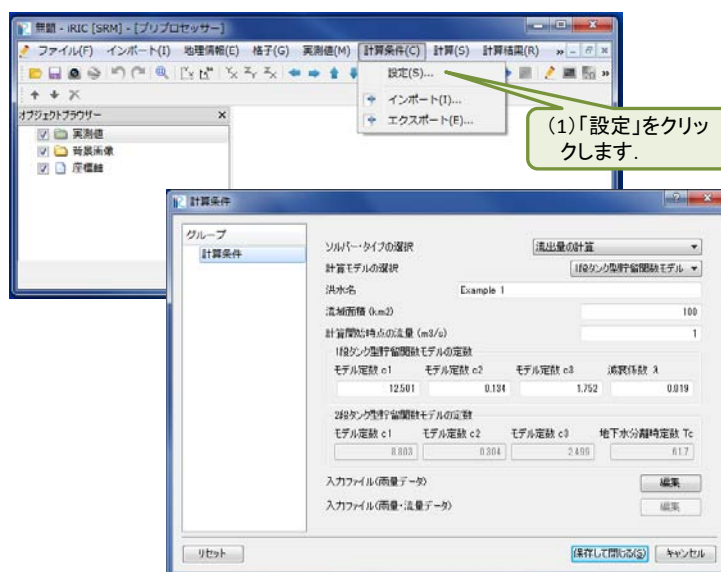 無題 - iRIC [SRM] - [プリプロセッサー]
ファイル(F) インポート(I) 地理情報(E) 格子(G) 実測値(M) 計算条件(C) 計算(S) 計算結果(R) »
設定(S)...
インポート(I)...
エクスポート(E)...
(1)「設定」をクリッ
クします.
オブジェクトブラウザー ×
実測値
背景画像
座標軸
計算条件
グループ
計算条件
ソルバー・タイプの選択 流出量の計算
計算モデルの選択 1段タンク型貯留関数モデル
洪水名 Example 1
流域面積 (km2) 100
計算開始時点の流量 (m3/s) 1
1段タンク型貯留関数モデルの定数
モデル定数 c1 モデル定数 c2 モデル定数 c3 減衰係数 λ
12.501 0.134 1.752 0.019
2段タンク型貯留関数モデルの定数
モデル定数 c1 モデル定数 c2 モデル定数 c3 地下水分離時定数 Tc
8.803 0.304 2.499 61.7
入力ファイル(雨量データ) 編集
入力ファイル(雨量・流量データ) 編集
リセット 保存して閉じる(S) キャンセル